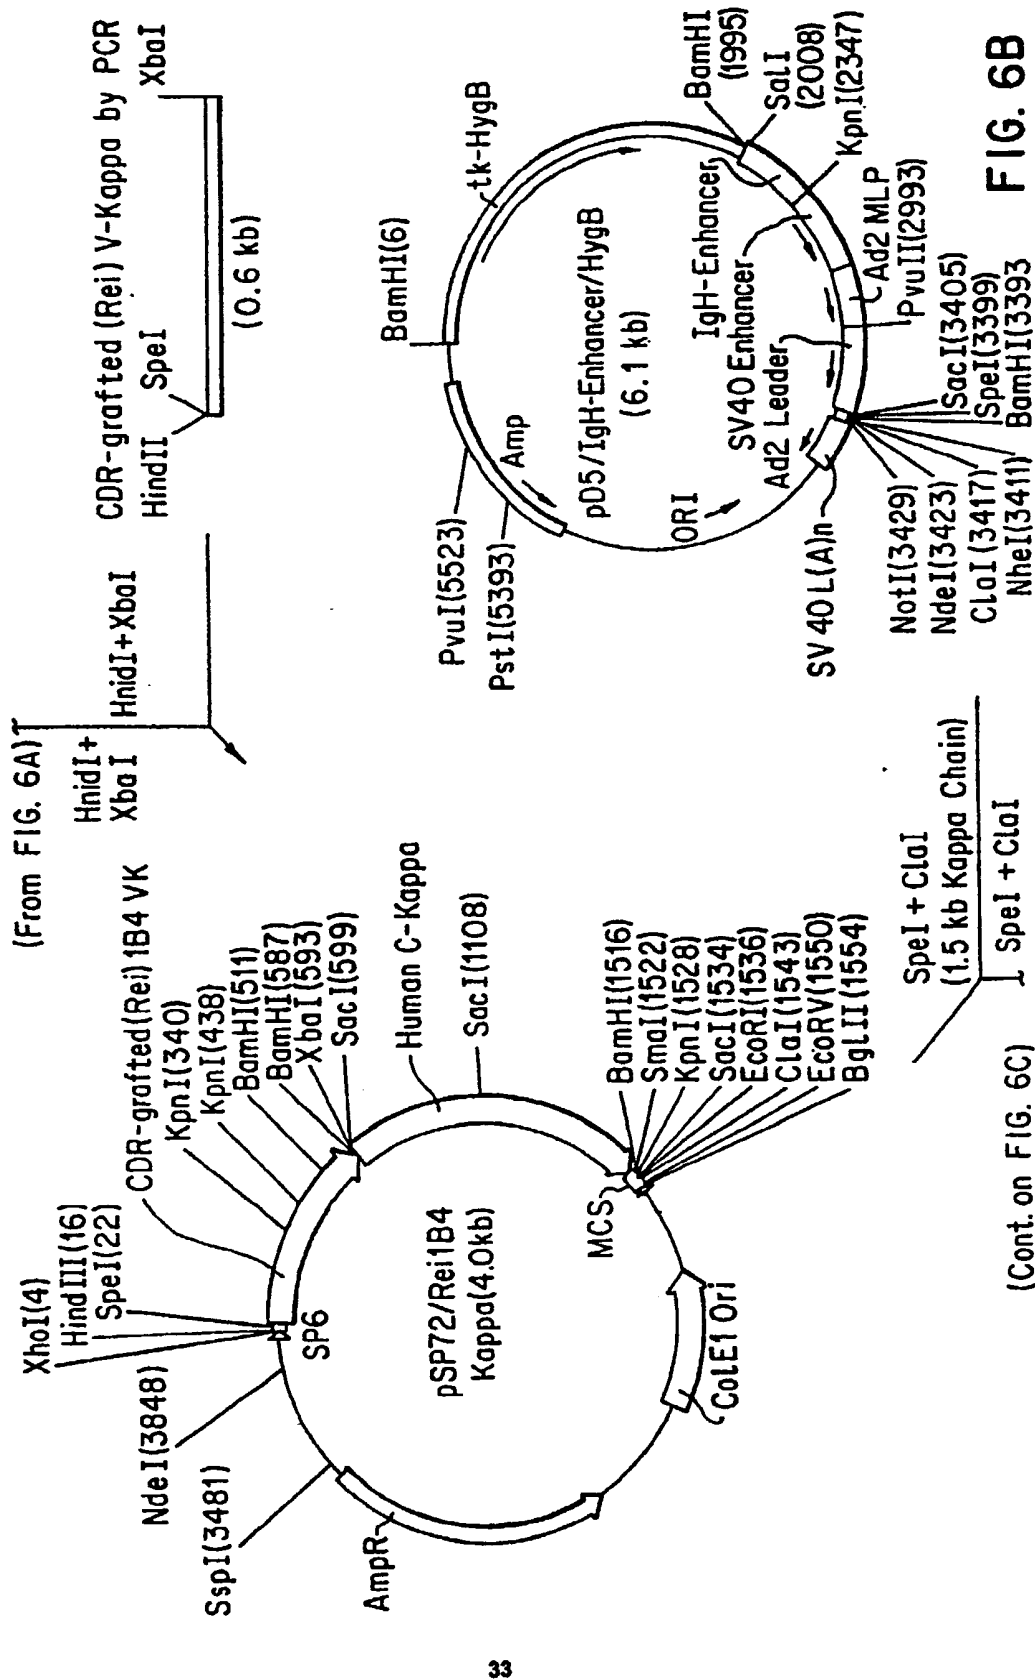 (From FIG. 6A)
HnidI+
XbaI
HnidI+XbaI
CDR-grafted (Rei) V-Kappa by PCR
HindII
SpeI
XbaI
(0.6 kb)
XhoI(4)
HindIII(16)
SpeI(22)
CDR-grafted(Rei)1B4 VK
KpnI(340)
KpnI(438)
BamHI(511)
BamHI(587)
XbaI(593)
SacI(599)
Human C-Kappa
SacI(1108)
NdeI(3848)
SspI(3481)
SP6
AmpR
pSP72/Rei1B4
Kappa(4.0kb)
MCS
ColE1 Ori
BamHI(1516)
SmaI(1522)
KpnI(1528)
SacI(1534)
EcoRI(1536)
ClaI(1543)
EcoRV(1550)
BglII(1554)
BamHI(6)
tk-HygB
PvuI(5523)
PstI(5393)
Amp
pD5/IgH-Enhancer/HygB
(6.1 kb)
ORI
IgH-Enhancer
SV40 Enhancer
Ad2 Leader
SV40 L(A)n
BamHI
(1995)
SalI
(2008)
KpnI(2347)
Ad2 MLP
PvuII(2993)
SacI(3405)
SpeI(3399)
BamHI(3393
NotI(3429)
NdeI(3423)
ClaI(3417)
NheI(3411)
SpeI + ClaI
(1.5 kb Kappa Chain)
SpeI + ClaI
(Cont. on FIG. 6C)
FIG. 6B
33